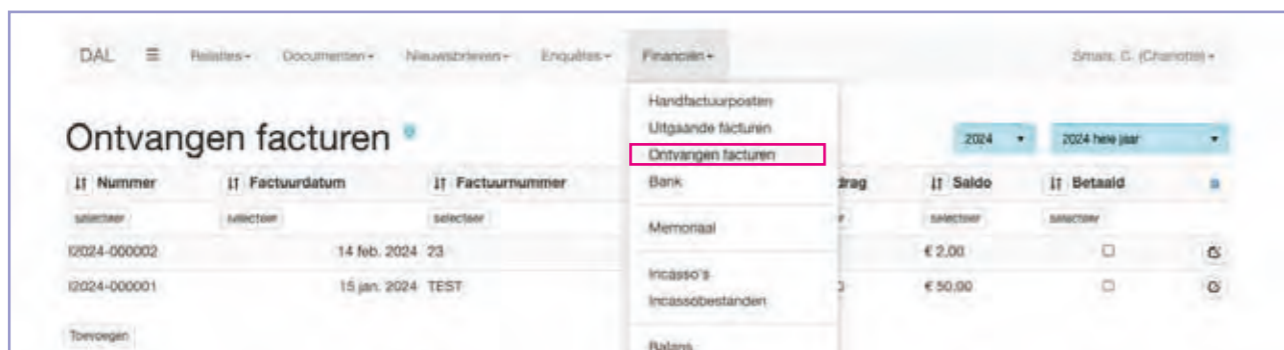 DAL Relaties Documenten Nieuwsbrieven Enquêtes Financiën Smals, C. (Charlotte)
Handfactuurposten
Uitgaande facturen
Ontvangen facturen
Bank
Memoriaal
Incasso's
Incassobestanden
Balans
Ontvangen facturen 2024 2024 hele jaar
Nummer Factuurdatum Factuurnummer drag Saldo Betaald
selecteer selecteer selecteer selecteer selecteer
I2024-000002 14 feb. 2024 23 € 2,00
I2024-000001 15 jan. 2024 TEST € 50,00
Toevoegen